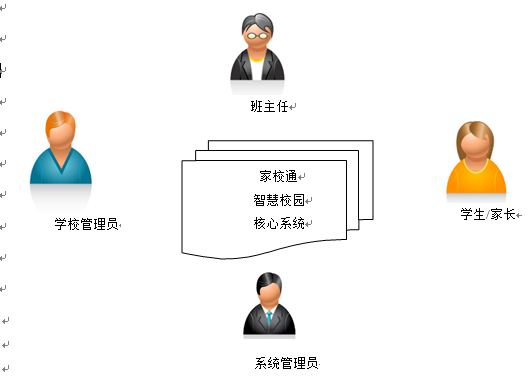 班主任
家校通
智慧校园
核心系统
学校管理员
学生/家长
系统管理员